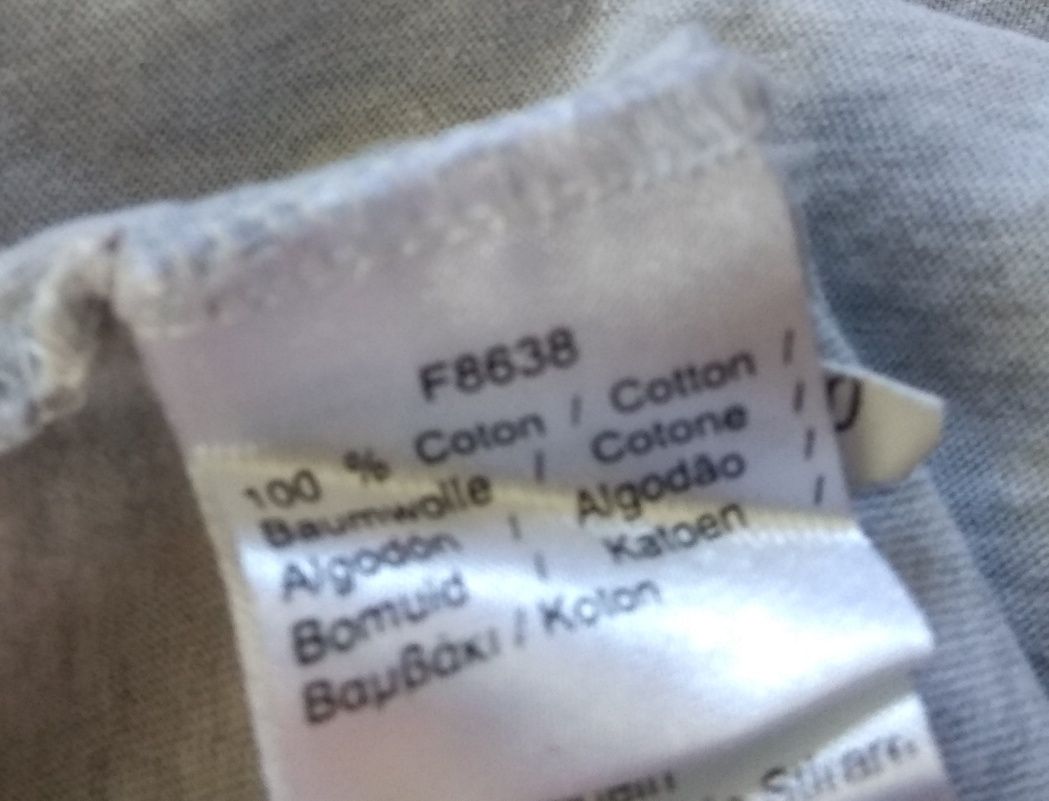 F8638
100 % Coton / Cotton /
Baumwolle / Cotone /
Algodón / Algodão /
Bomuld / Katoen /
Βαμβάκι / Kolon